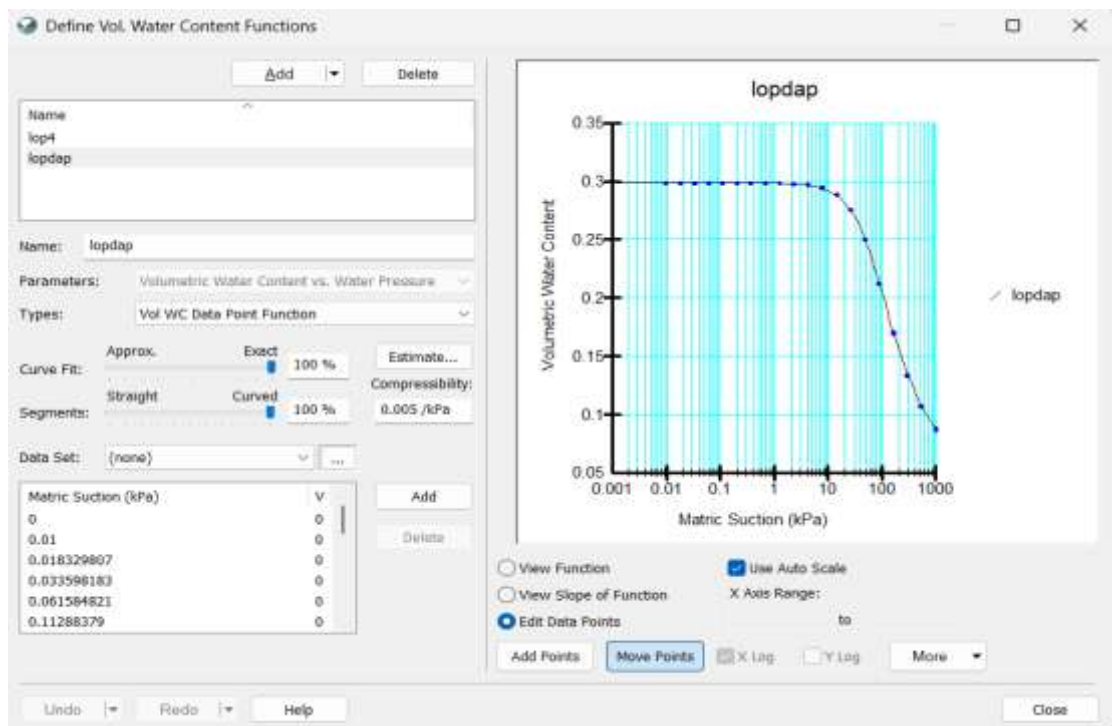 Define Vol. Water Content Functions
Add
Delete
Name
lop4
lopdap
Name: lopdap
Parameters: Volumetric Water Content vs. Water Pressure
Types: Vol WC Data Point Function
Curve Fit: Approx. Exact 100 %
Estimate...
Segments: Straight Curved 100 %
Compressibility:
0.005 /kPa
Data Set: (none)
...
Matric Suction (kPa) V
0 0
0.01 0
0.018329807 0
0.033598183 0
0.061584821 0
0.11288379 0
Add
Delete
Undo
Redo
Help
lopdap
Volumetric Water Content
0.35
0.3
0.25
0.2
0.15
0.1
0.05
0.001 0.01 0.1 1 10 100 1000
Matric Suction (kPa)
lopdap
View Function
View Slope of Function
Edit Data Points
Use Auto Scale
X Axis Range:
to
Add Points
Move Points
X Log
Y Log
More
Close